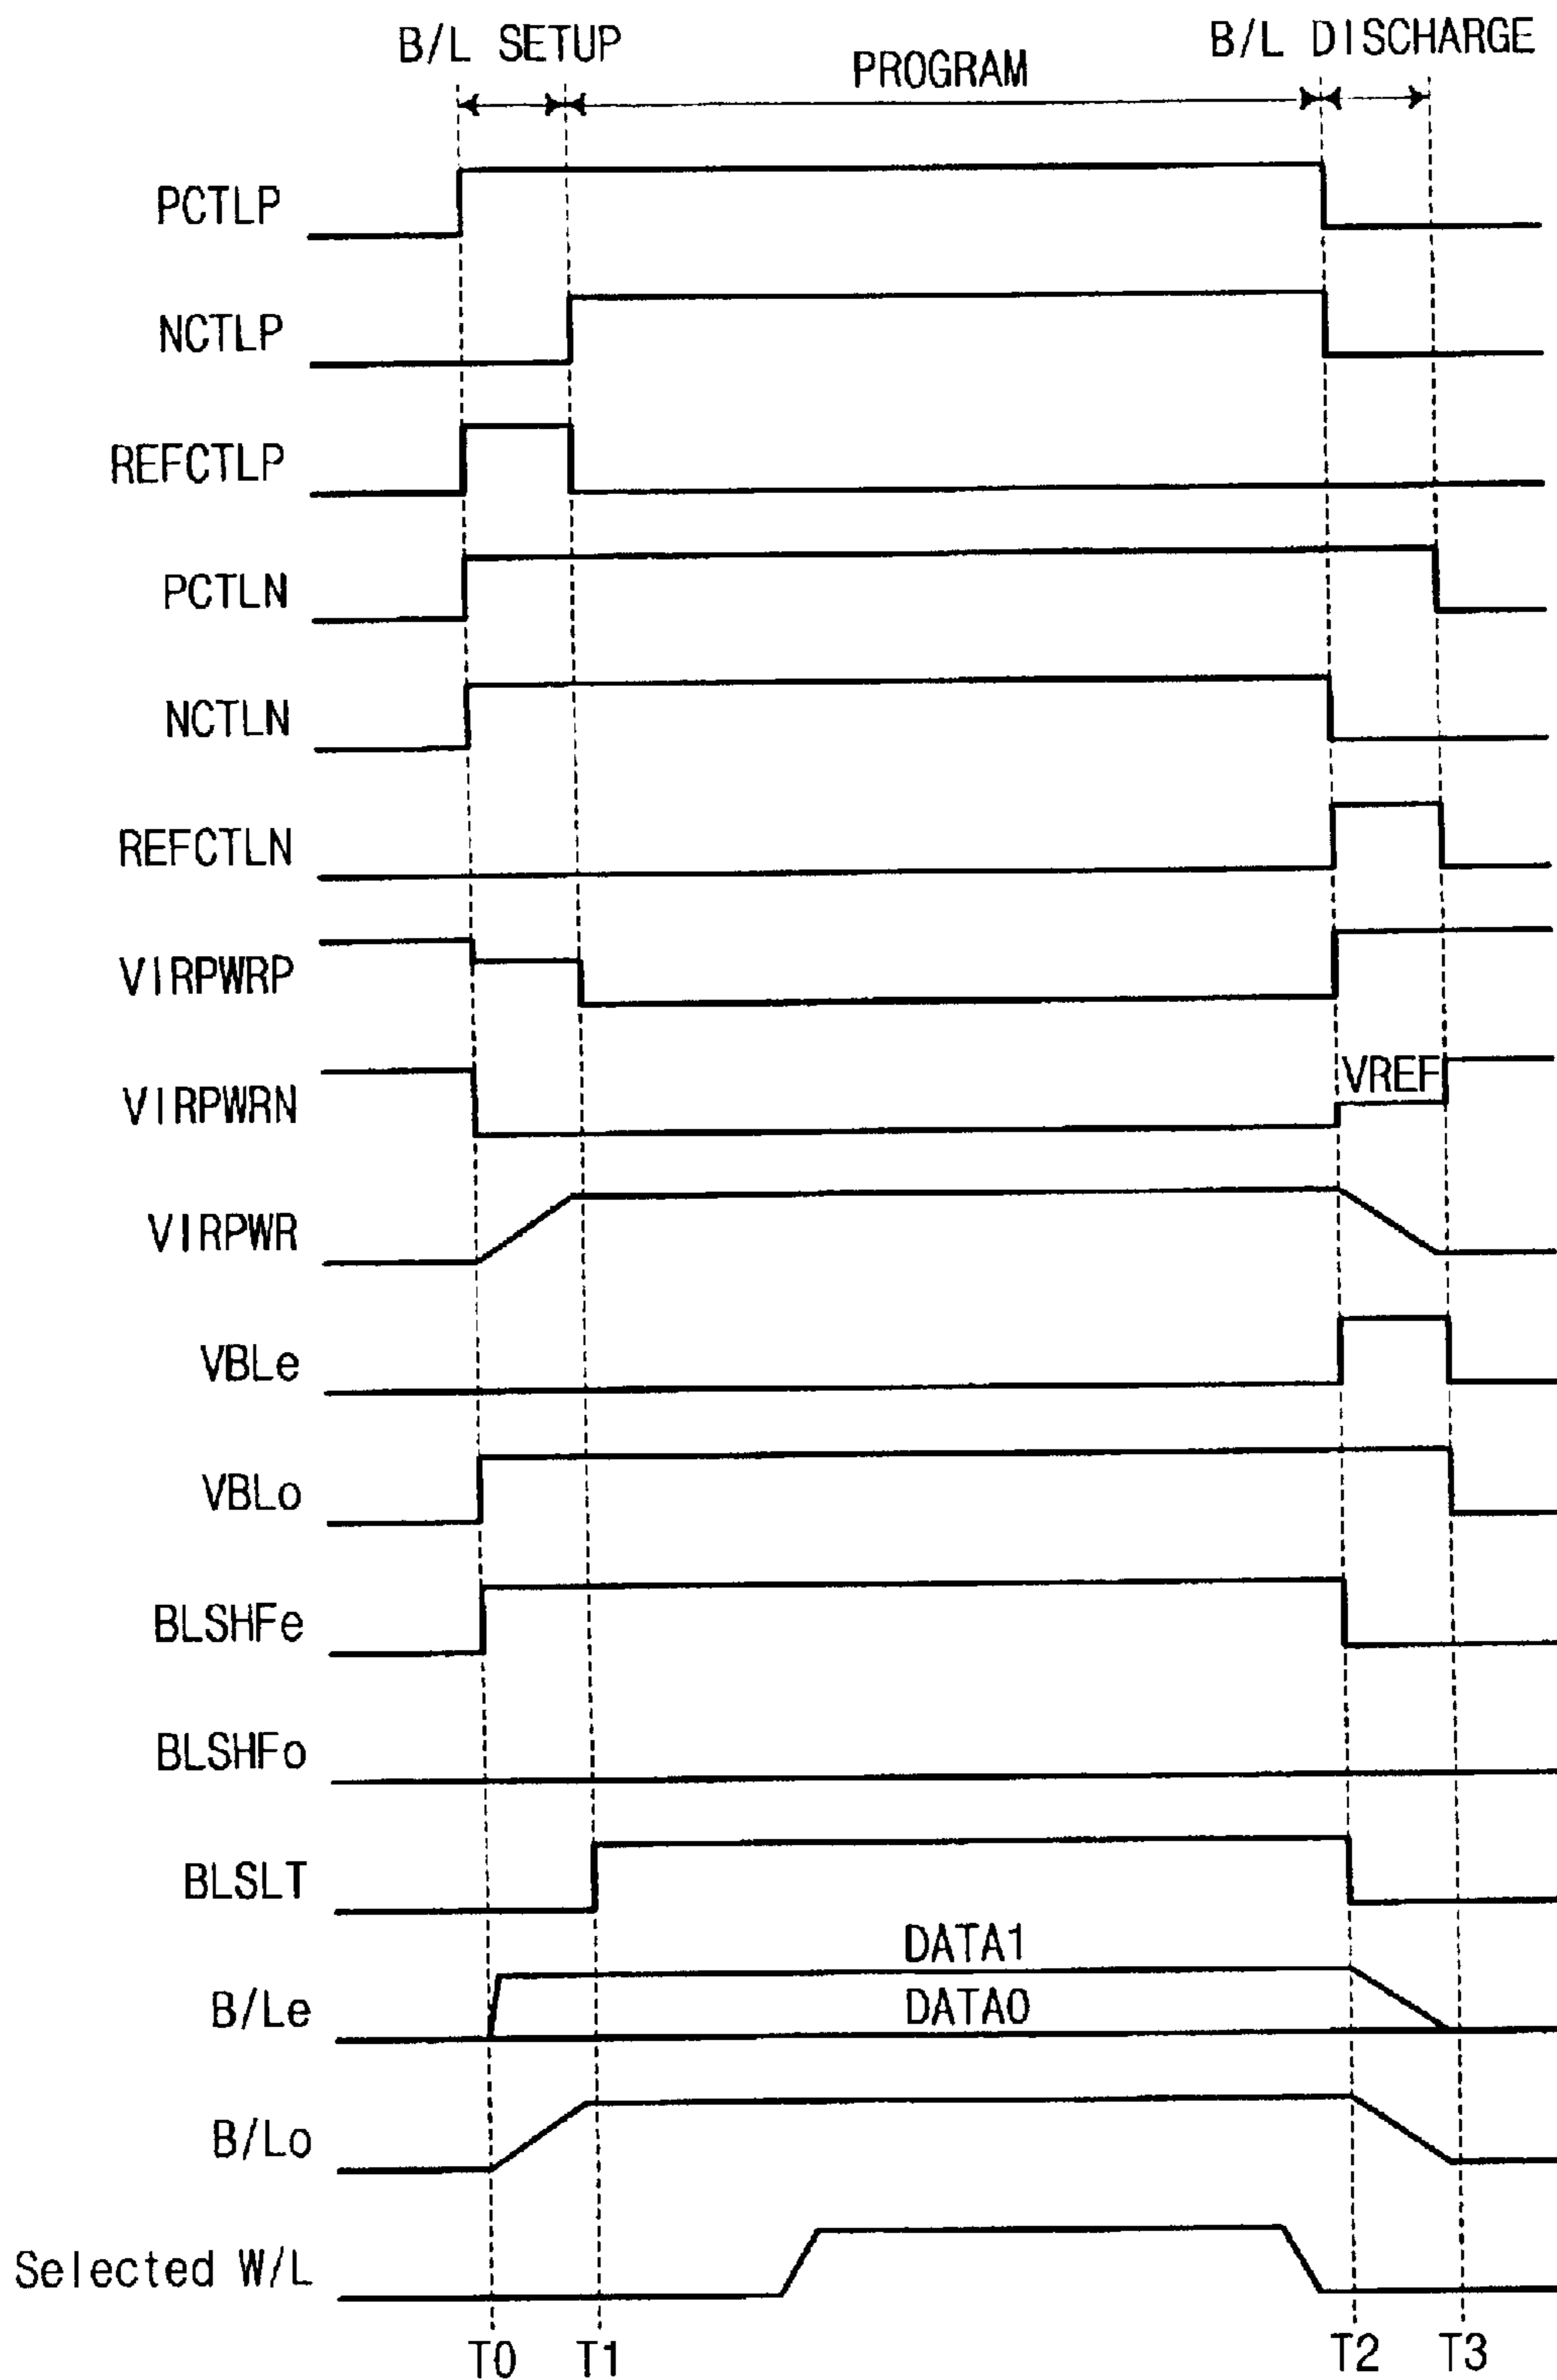 B/L SETUP
PROGRAM
B/L DISCHARGE
PCTLP
NCTLP
REFCTLP
PCTLN
NCTLN
REFCTLN
VIRPWRP
VIRPWRN
VREF
VIRPWR
VBLe
VBLo
BLSHFe
BLSHFo
BLSLT
DATA1
B/Le
DATA0
B/Lo
Selected W/L
T0 T1 T2 T3